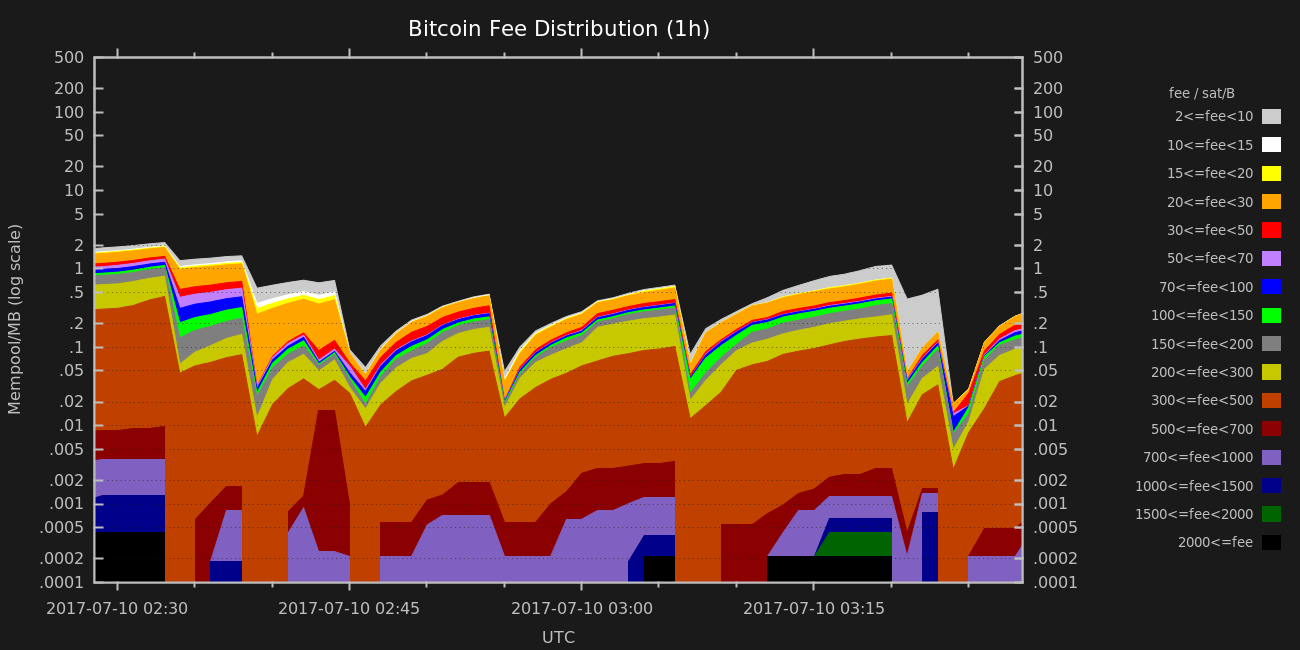 Bitcoin Fee Distribution (1h)
Mempool/MB (log scale)
500
200
100
50
20
10
5
2
1
.5
.2
.1
.05
.02
.01
.005
.002
.001
.0005
.0002
.0001
500
200
100
50
20
10
5
2
1
.5
.2
.1
.05
.02
.01
.005
.002
.001
.0005
.0002
.0001
2017-07-10 02:30
2017-07-10 02:45
2017-07-10 03:00
2017-07-10 03:15
UTC
fee / sat/B
2<=fee<10
10<=fee<15
15<=fee<20
20<=fee<30
30<=fee<50
50<=fee<70
70<=fee<100
100<=fee<150
150<=fee<200
200<=fee<300
300<=fee<500
500<=fee<700
700<=fee<1000
1000<=fee<1500
1500<=fee<2000
2000<=fee